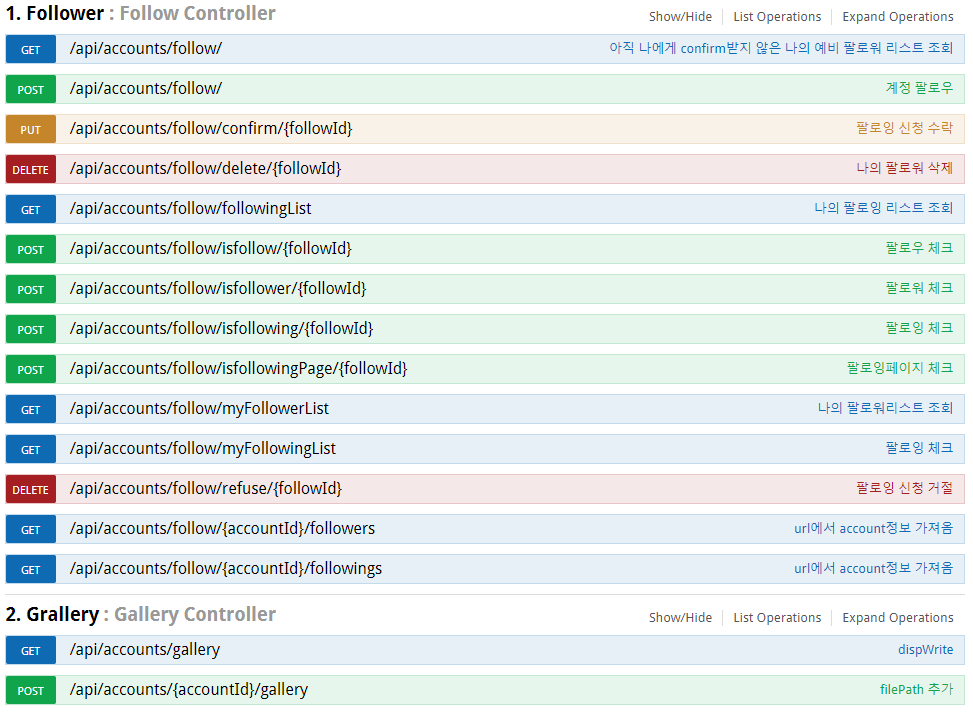 1. Follower : Follow Controller Show/Hide List Operations Expand Operations
GET /api/accounts/follow/ 아직 나에게 confirm받지 않은 나의 예비 팔로워 리스트 조회
POST /api/accounts/follow/ 계정 팔로우
PUT /api/accounts/follow/confirm/{followId} 팔로잉 신청 수락
DELETE /api/accounts/follow/delete/{followId} 나의 팔로워 삭제
GET /api/accounts/follow/followingList 나의 팔로잉 리스트 조회
POST /api/accounts/follow/isfollow/{followId} 팔로우 체크
POST /api/accounts/follow/isfollower/{followId} 팔로워 체크
POST /api/accounts/follow/isfollowing/{followId} 팔로잉 체크
POST /api/accounts/follow/isfollowingPage/{followId} 팔로잉페이지 체크
GET /api/accounts/follow/myFollowerList 나의 팔로워리스트 조회
GET /api/accounts/follow/myFollowingList 팔로잉 체크
DELETE /api/accounts/follow/refuse/{followId} 팔로잉 신청 거절
GET /api/accounts/follow/{accountId}/followers url에서 account정보 가져옴
GET /api/accounts/follow/{accountId}/followings url에서 account정보 가져옴
2. Grallery : Gallery Controller Show/Hide List Operations Expand Operations
GET /api/accounts/gallery dispWrite
POST /api/accounts/{accountId}/gallery filePath 추가